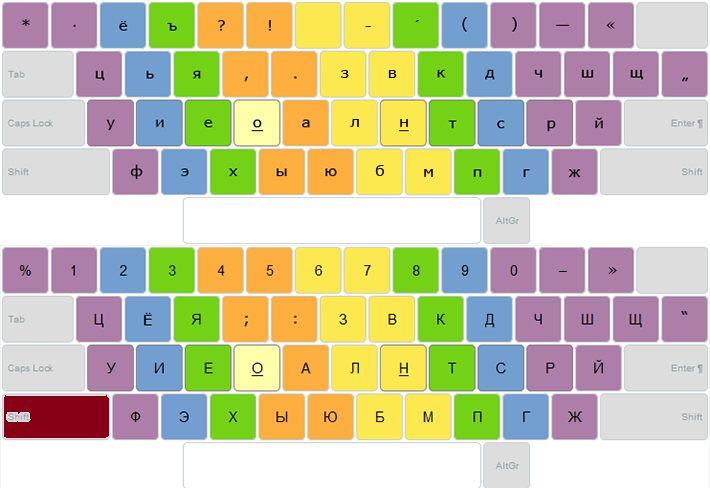 * · ё ъ ? ! - ´ ( ) — «
Tab ц ь я , . з в к д ч ш щ „
Caps Lock у и е о а л н т с р й Enter ¶
Shift ф э х ы ю б м п г ж Shift
AltGr
% 1 2 3 4 5 6 7 8 9 0 – »
Tab Ц Ё Я ; : З В К Д Ч Ш Щ “
Caps Lock У И Е О А Л Н Т С Р Й Enter ¶
Shift Ф Э Х Ы Ю Б М П Г Ж Shift
AltGr